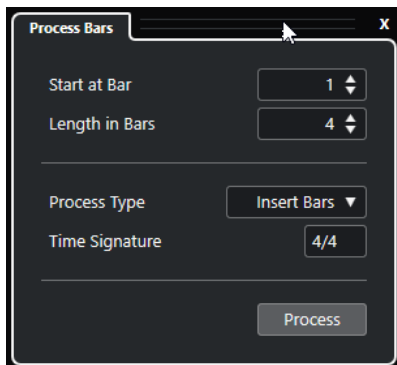 Process Bars X
Start at Bar 1
Length in Bars 4
Process Type Insert Bars
Time Signature 4/4
Process